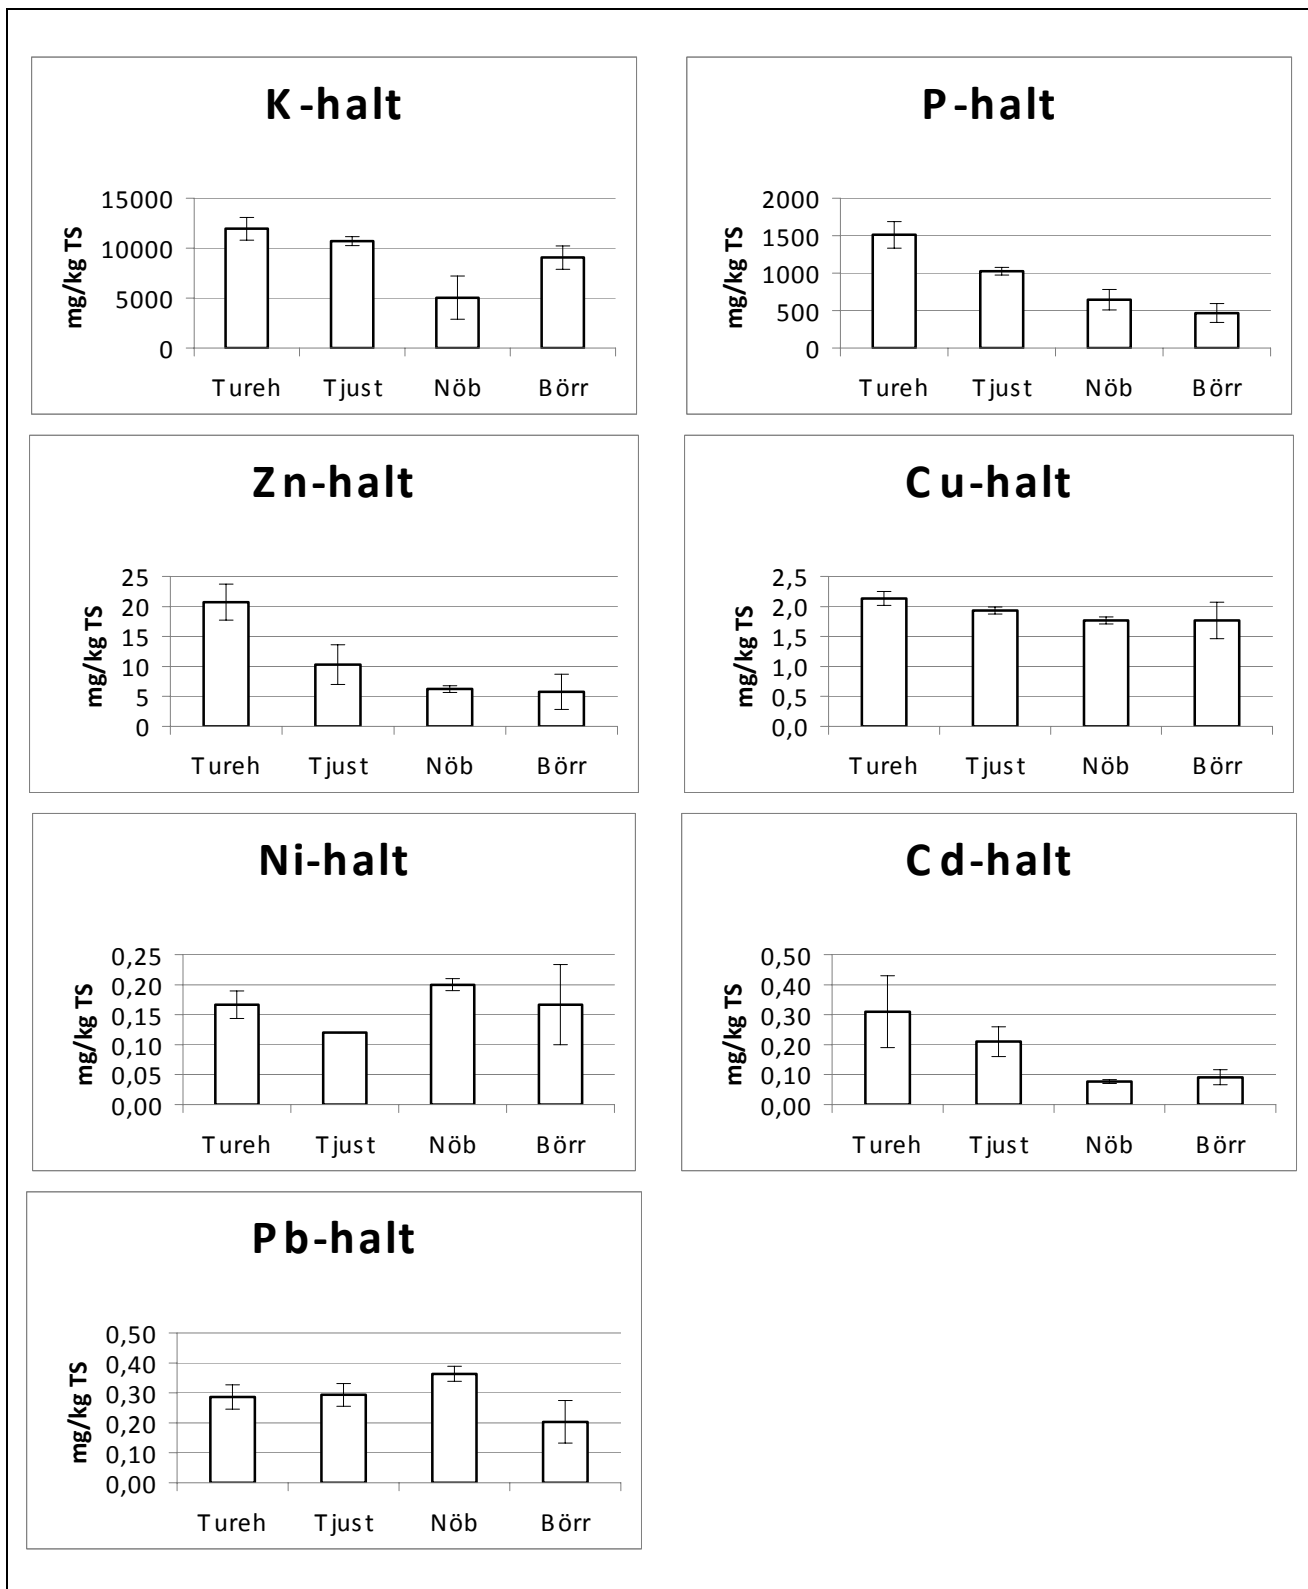 K-halt
mg/kg TS
15000
10000
5000
0
Tureh Tjust Nöb Börr
P-halt
mg/kg TS
2000
1500
1000
500
0
Tureh Tjust Nöb Börr
Zn-halt
mg/kg TS
25
20
15
10
5
0
Tureh Tjust Nöb Börr
Cu-halt
mg/kg TS
2,5
2,0
1,5
1,0
0,5
0,0
Tureh Tjust Nöb Börr
Ni-halt
mg/kg TS
0,25
0,20
0,15
0,10
0,05
0,00
Tureh Tjust Nöb Börr
Cd-halt
mg/kg TS
0,50
0,40
0,30
0,20
0,10
0,00
Tureh Tjust Nöb Börr
Pb-halt
mg/kg TS
0,50
0,40
0,30
0,20
0,10
0,00
Tureh Tjust Nöb Börr